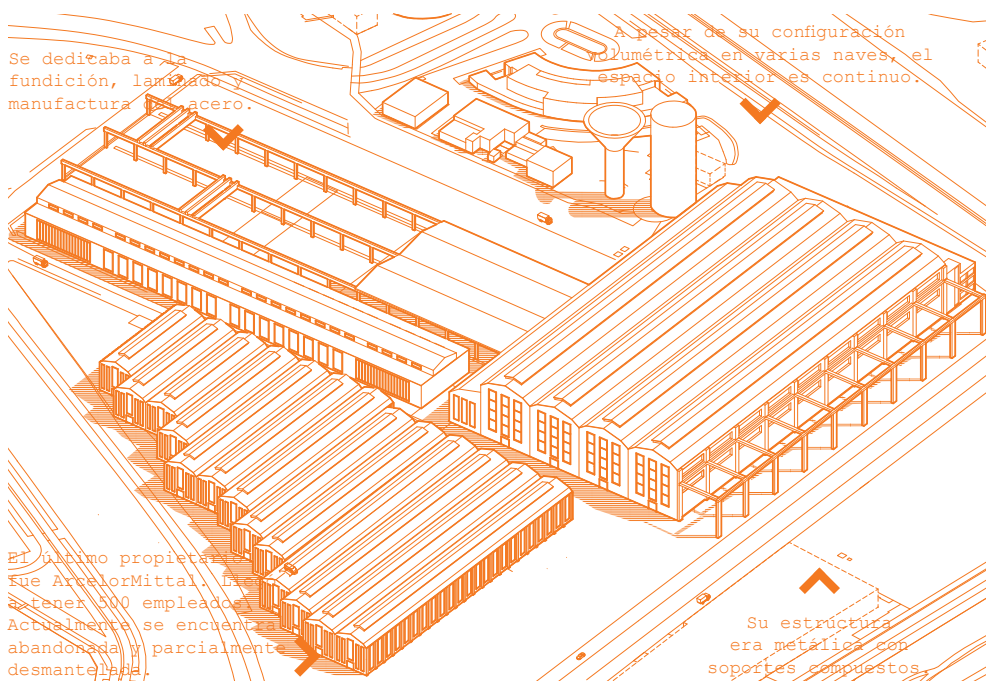 Se dedicaba a la
fundición, laminado y
manufactura del acero.
A pesar de su configuración
volumétrica en varias naves, el
espacio interior es continuo.
El último propietario
fue ArcelorMittal. Llegó
a tener 500 empleados.
Actualmente se encuentra
abandonada y parcialmente
desmantelada.
Su estructura
era metálica con
soportes compuestos.